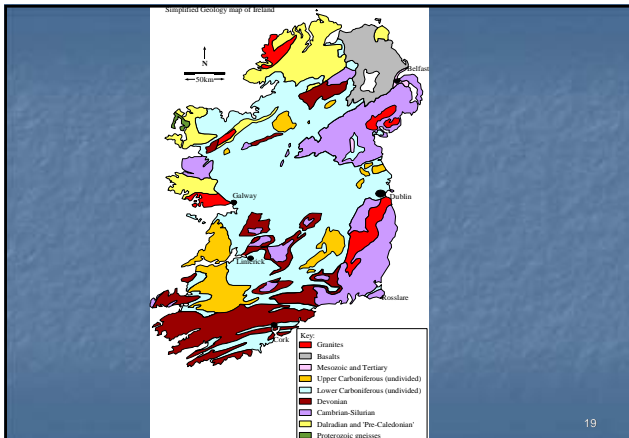 Simplified Geology map of Ireland
N
50km
Belfast
Galway
Dublin
Limerick
Rosslare
Cork
Key:
Granites
Basalts
Mesozoic and Tertiary
Upper Carboniferous (undivided)
Lower Carboniferous (undivided)
Devonian
Cambrian-Silurian
Dalradian and 'Pre-Caledonian'
Proterozoic gneisses
19